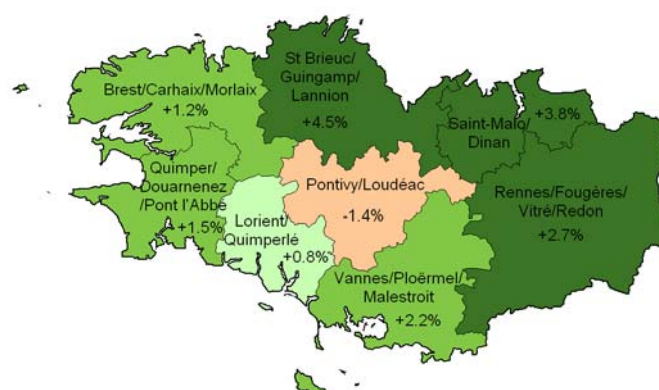 St Brieuc/
Guingamp/
Lannion
+4.5%
Brest/Carhaix/Morlaix
+1.2%
Saint-Malo/
Dinan
+3.8%
Quimper/
Douarnenez
/Pont l'Abbé
+1.5%
Pontivy/Loudéac
-1.4%
Rennes/Fougères/
Vitré/Redon
+2.7%
Lorient/
Quimperlé
+0.8%
Vannes/Ploërmel/
Malestroit
+2.2%